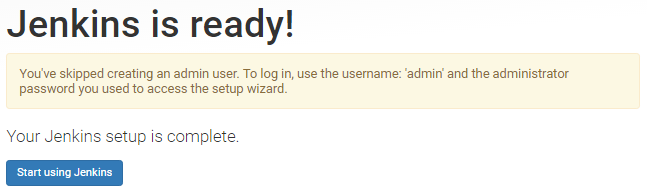 Jenkins is ready!
You've skipped creating an admin user. To log in, use the username: 'admin' and the administrator
password you used to access the setup wizard.
Your Jenkins setup is complete.
Start using Jenkins